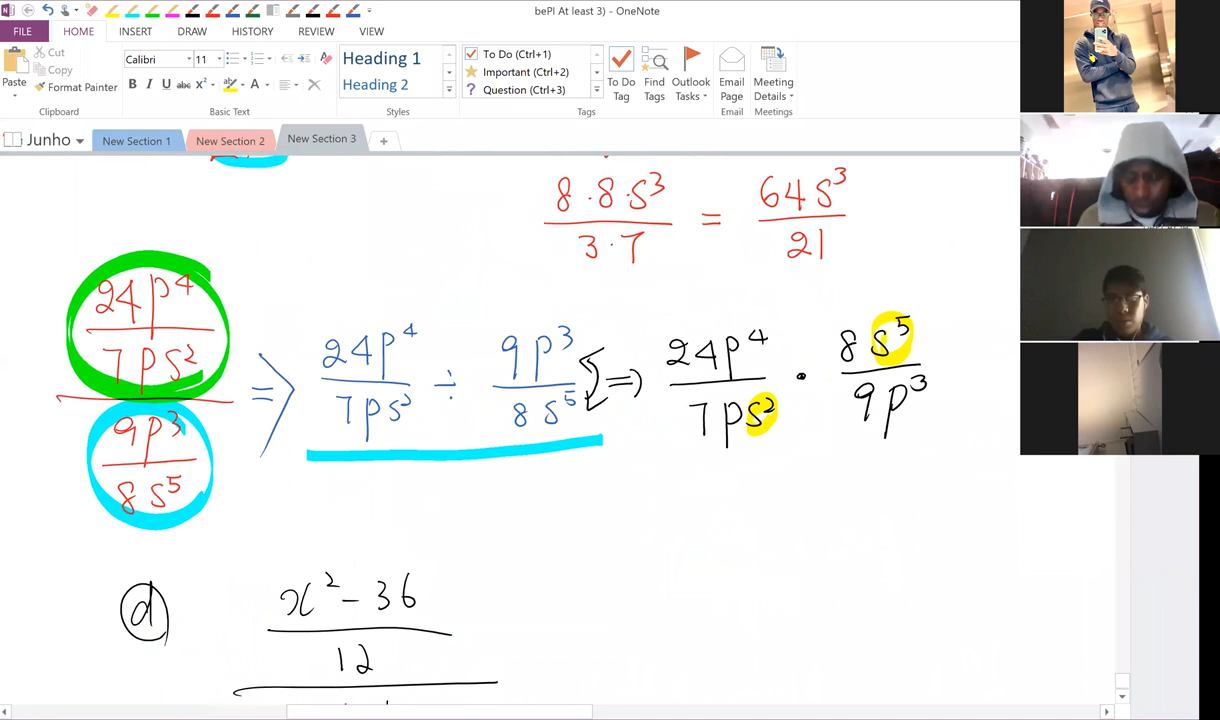 bePI At least 3) - OneNote
FILE HOME INSERT DRAW HISTORY REVIEW VIEW
Paste
Cut
Copy
Format Painter
Clipboard
Calibri 11
B I U abc X² A
Basic Text
Heading 1
Heading 2
Styles
To Do (Ctrl+1)
Important (Ctrl+2)
Question (Ctrl+3)
Tags
To Do Tag
Find Tags
Outlook Tasks
Email Page
Email
Meeting Details
Meetings
Junho
New Section 1
New Section 2
New Section 3
+
8·8·s³ / 3·7 = 64s³ / 21
24p⁴ / 7ps²
9p³ / 8s⁵
=> 24p⁴ / 7ps² ÷ 9p³ / 8s⁵ => 24p⁴ / 7ps² · 8s⁵ / 9p³
d
x² - 36
12